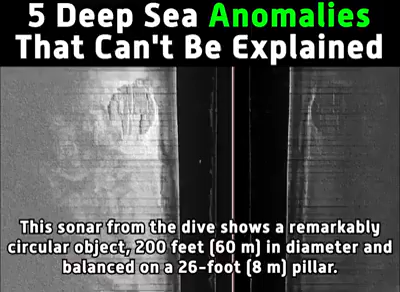 5 Deep Sea Anomalies
That Can't Be Explained
This sonar from the dive shows a remarkably
circular object, 200 feet (60 m) in diameter and
balanced on a 26-foot (8 m) pillar.